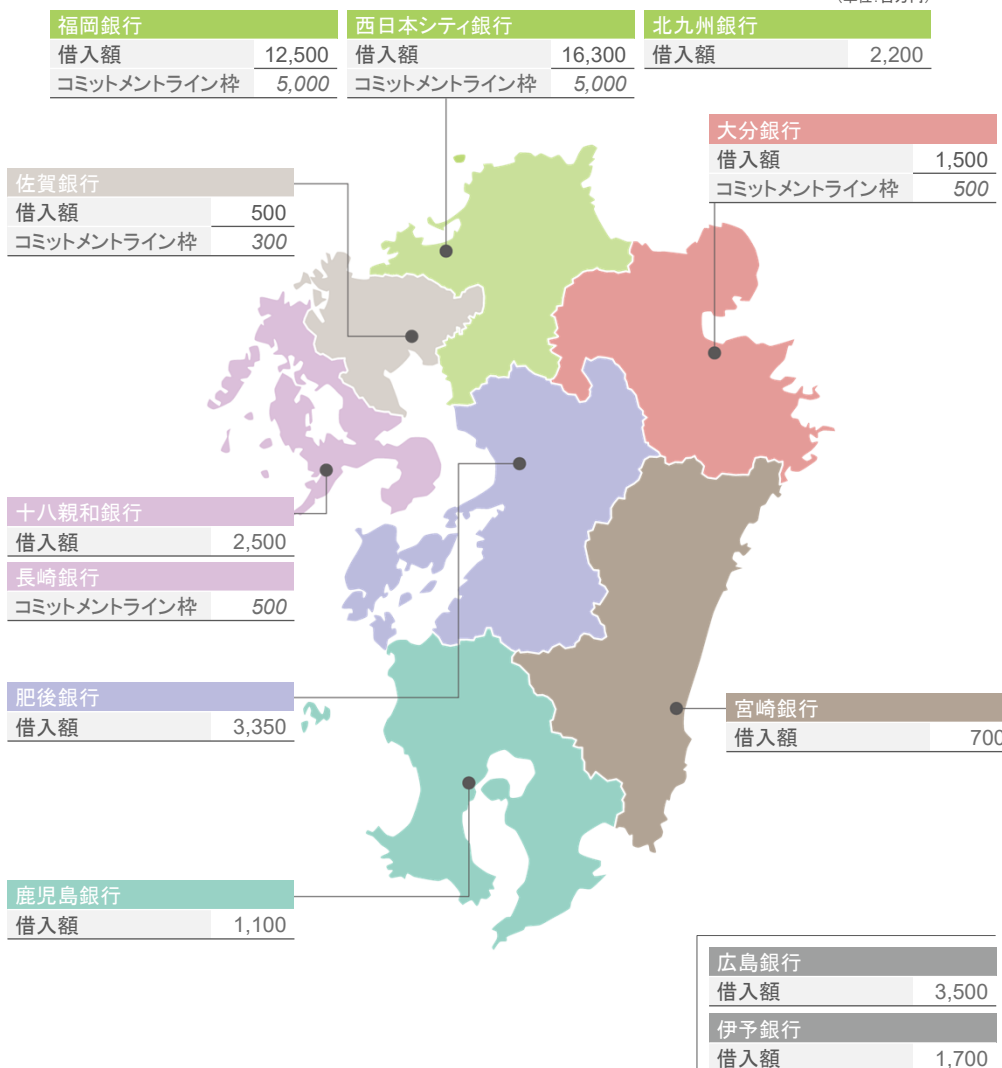 (単位:百万円)
福岡銀行
借入額 12,500
コミットメントライン枠 5,000
西日本シティ銀行
借入額 16,300
コミットメントライン枠 5,000
北九州銀行
借入額 2,200
大分銀行
借入額 1,500
コミットメントライン枠 500
佐賀銀行
借入額 500
コミットメントライン枠 300
十八親和銀行
借入額 2,500
長崎銀行
コミットメントライン枠 500
肥後銀行
借入額 3,350
宮崎銀行
借入額 700
鹿児島銀行
借入額 1,100
広島銀行
借入額 3,500
伊予銀行
借入額 1,700